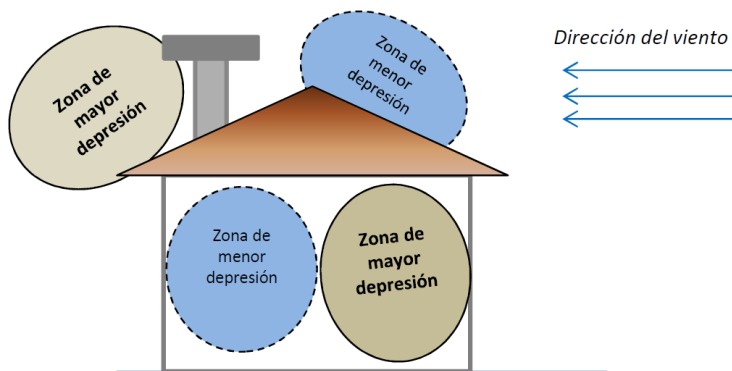 Zona de
mayor
depresión
Zona de
menor
depresión
Dirección del viento
Zona de
menor
depresión
Zona de
mayor
depresión